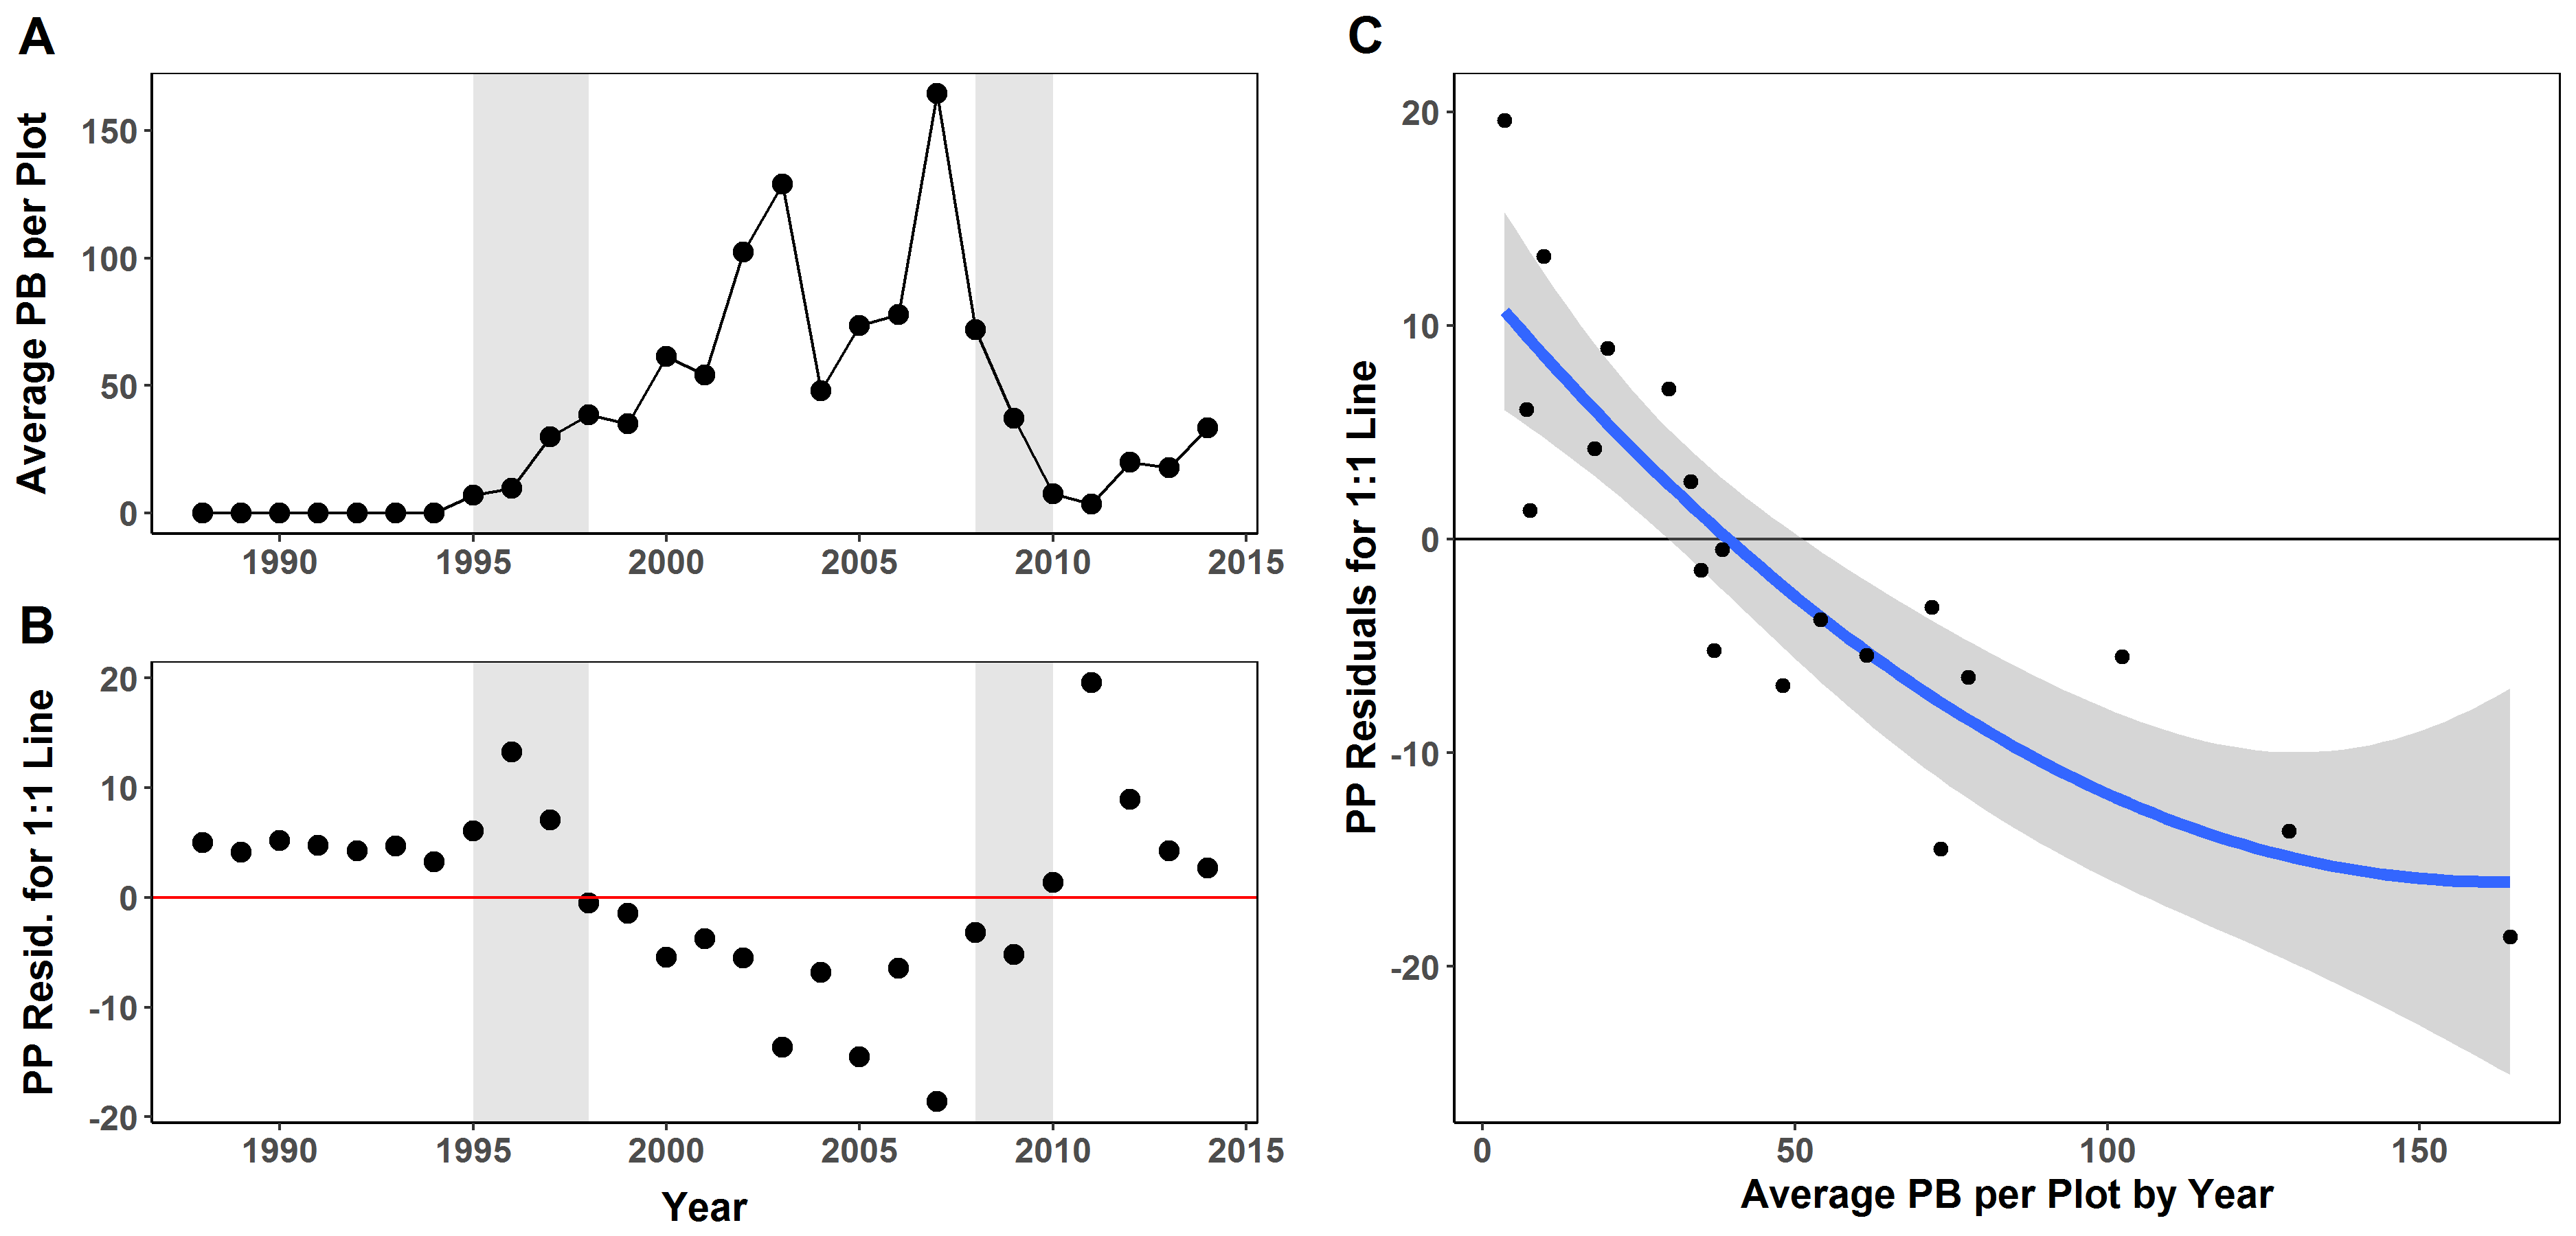 A
Average PB per Plot
150
100
50
0
1990 1995 2000 2005 2010 2015
B
PP Resid. for 1:1 Line
20
10
0
-10
-20
1990 1995 2000 2005 2010 2015
Year
C
PP Residuals for 1:1 Line
20
10
0
-10
-20
0 50 100 150
Average PB per Plot by Year